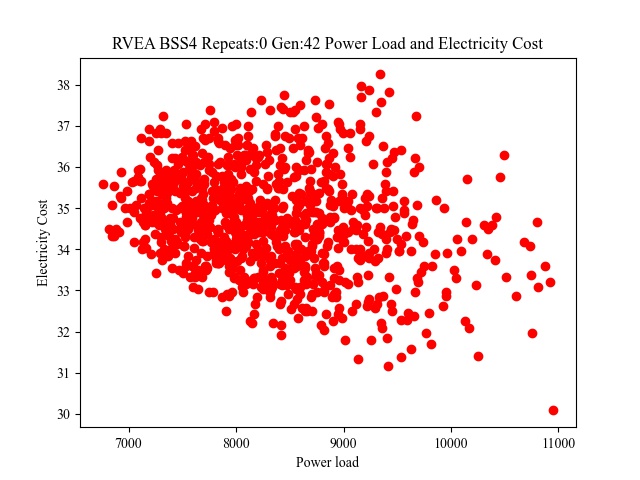 RVEA BSS4 Repeats:0 Gen:42 Power Load and Electricity Cost
38
37
36
35
34
33
32
31
30
Electricity Cost
7000 8000 9000 10000 11000
Power load